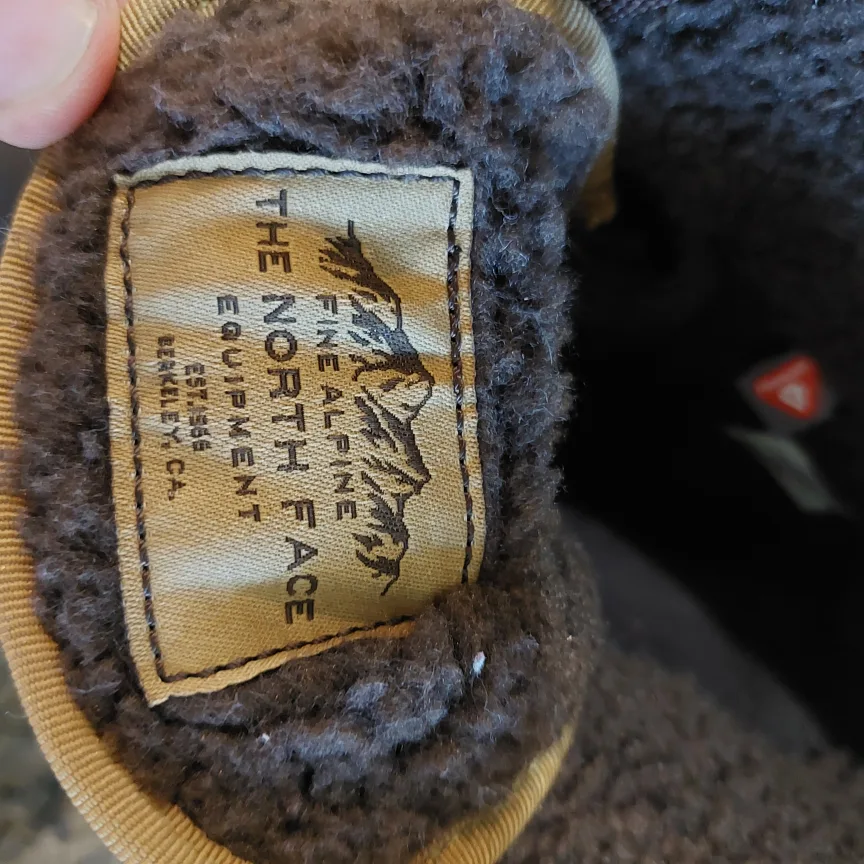 FINE ALPINE
THE NORTH FACE
EQUIPMENT
EST. 1966
BERKELEY, CA.